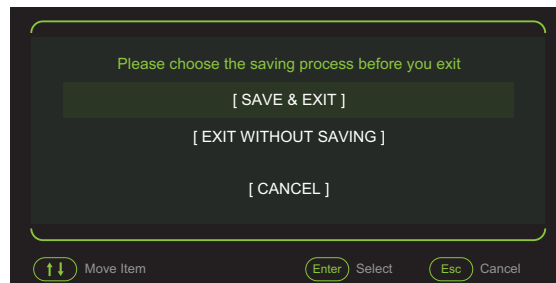 Please choose the saving process before you exit
[ SAVE & EXIT ]
[ EXIT WITHOUT SAVING ]
[ CANCEL ]
↑↓ Move Item Enter Select Esc Cancel